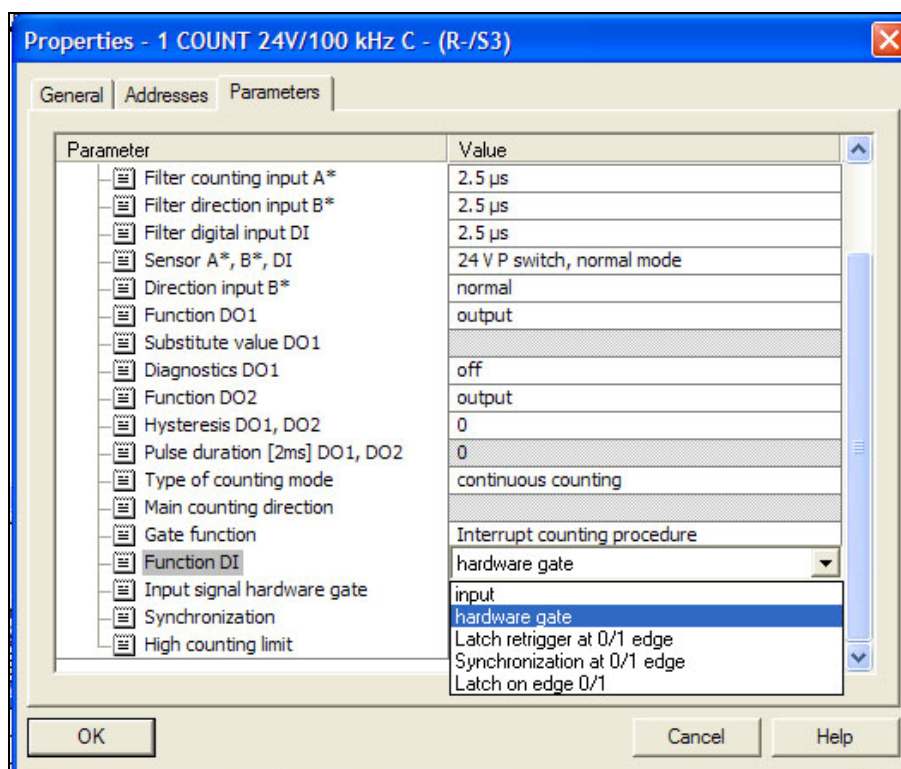 Properties - 1 COUNT 24V/100 kHz C - (R-/S3)
General Addresses Parameters
Parameter Value
Filter counting input A* 2.5 µs
Filter direction input B* 2.5 µs
Filter digital input DI 2.5 µs
Sensor A*, B*, DI 24 V P switch, normal mode
Direction input B* normal
Function DO1 output
Substitute value DO1
Diagnostics DO1 off
Function DO2 output
Hysteresis DO1, DO2 0
Pulse duration [2ms] DO1, DO2 0
Type of counting mode continuous counting
Main counting direction
Gate function Interrupt counting procedure
Function DI hardware gate
Input signal hardware gate input
Synchronization hardware gate
High counting limit Latch retrigger at 0/1 edge
Synchronization at 0/1 edge
Latch on edge 0/1
OK Cancel Help